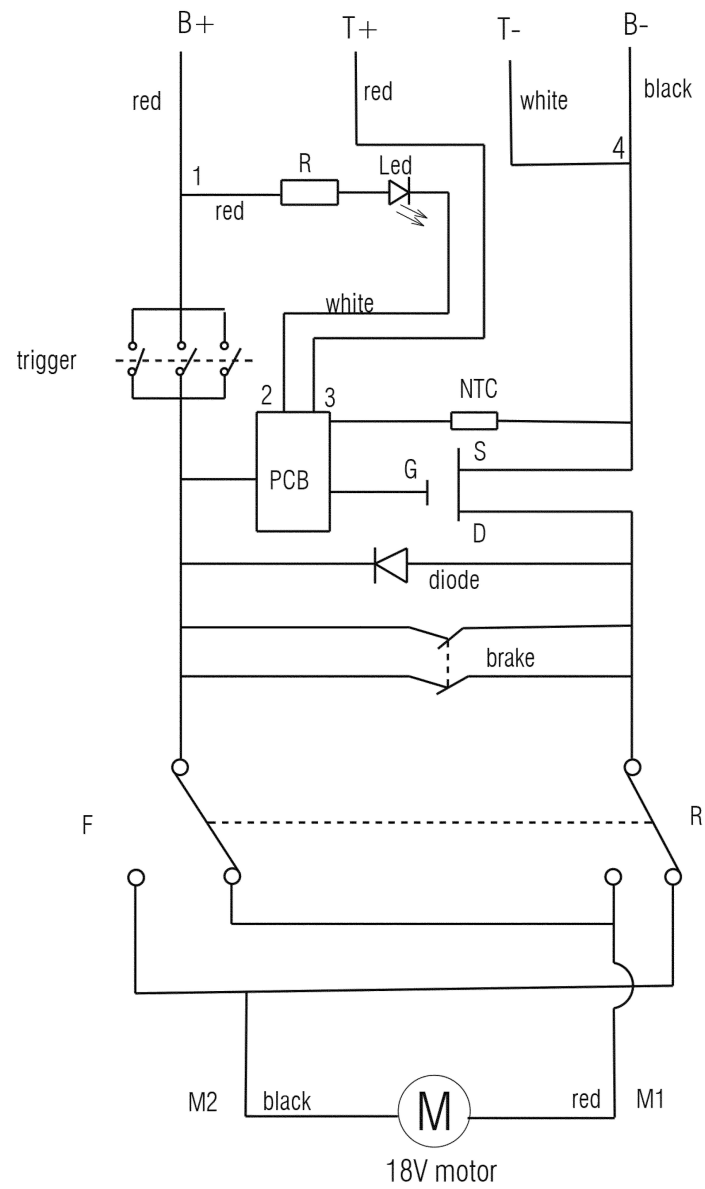 B+ T+ T- B-
red red white black
1 R Led 4
red
white
trigger
2 3 NTC
PCB G S
D
diode
brake
F R
M2 black M red M1
18V motor